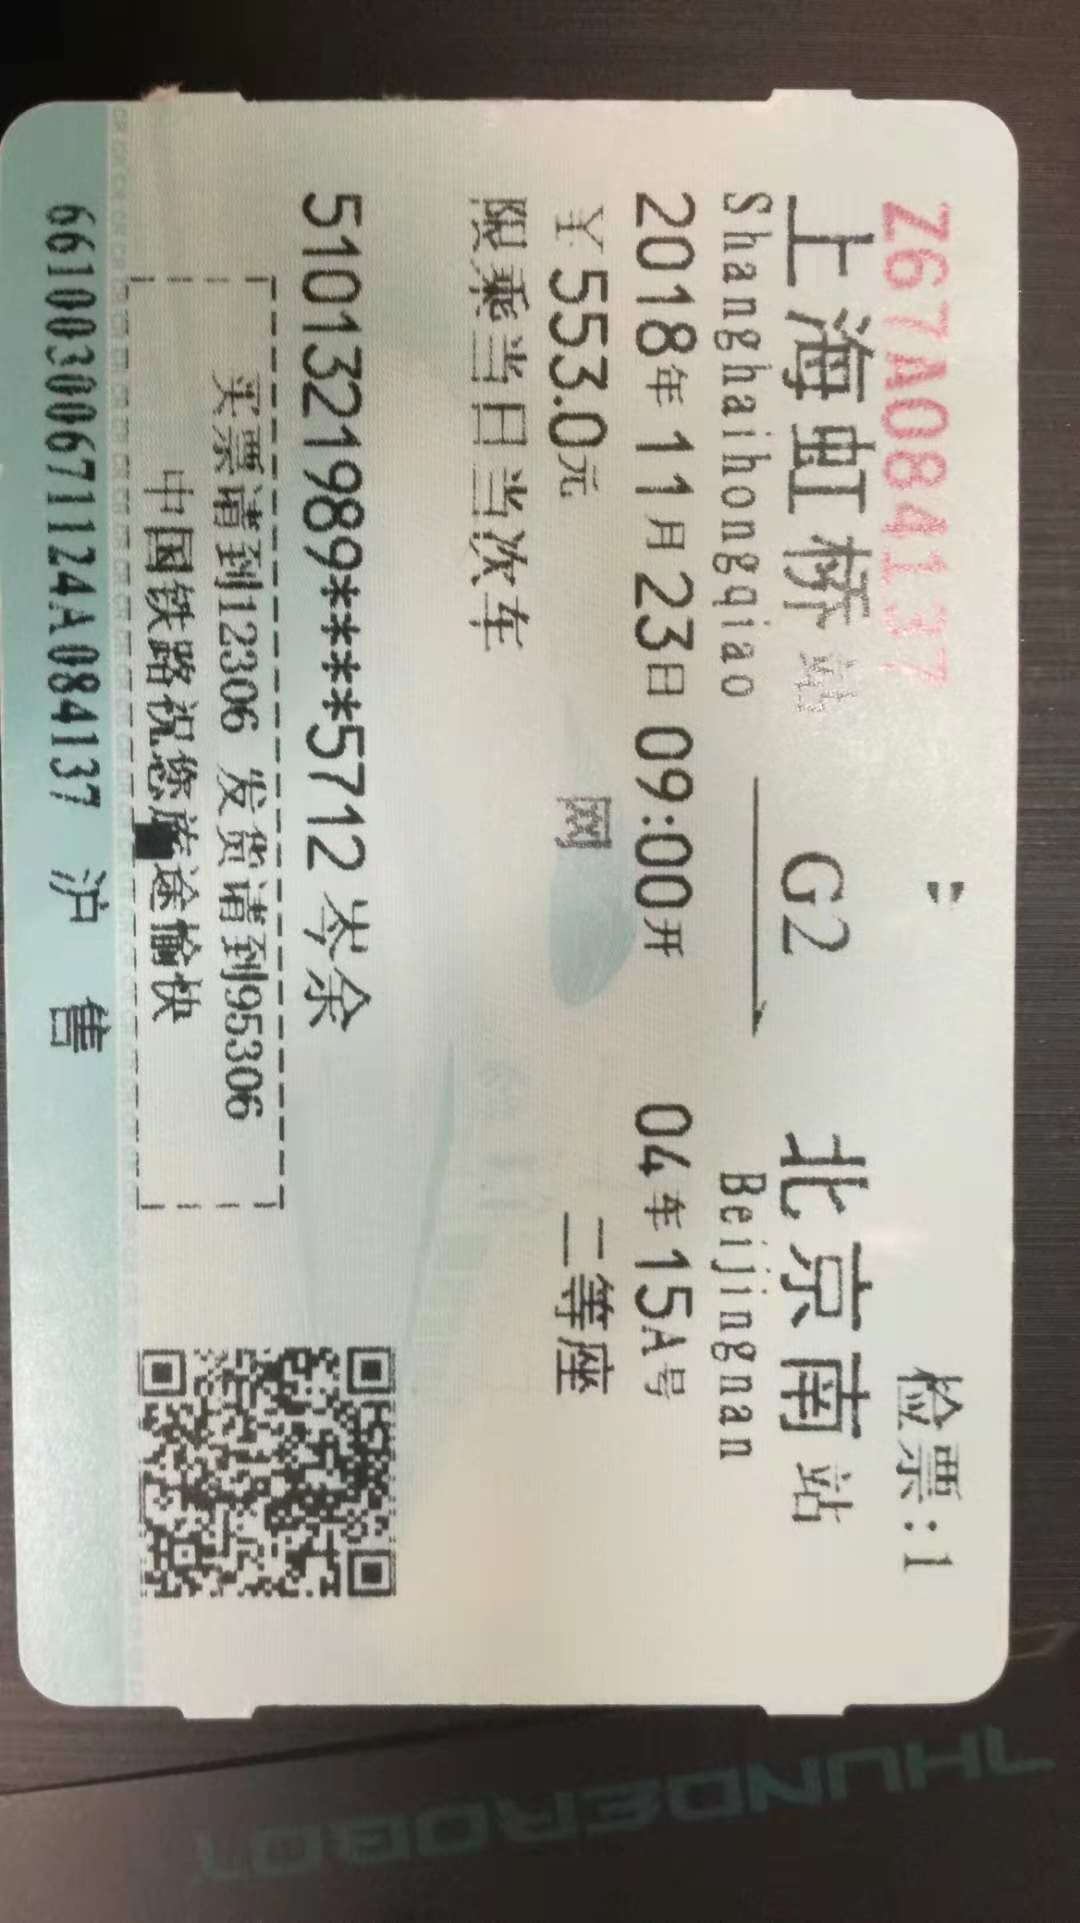 Z67A084137
检票:1
上海虹桥站 G2 北京南站
Shanghaihongqiao Beijingnan
2018年11月23日09:00开 04车15A号
￥553.0元 网 二等座
限乘当日当次车
5101321989****5712岑余
买票请到12306 发货请到95306
中国铁路祝您旅途愉快
66100300671124A084137 沪 售
THUNDEROBOT